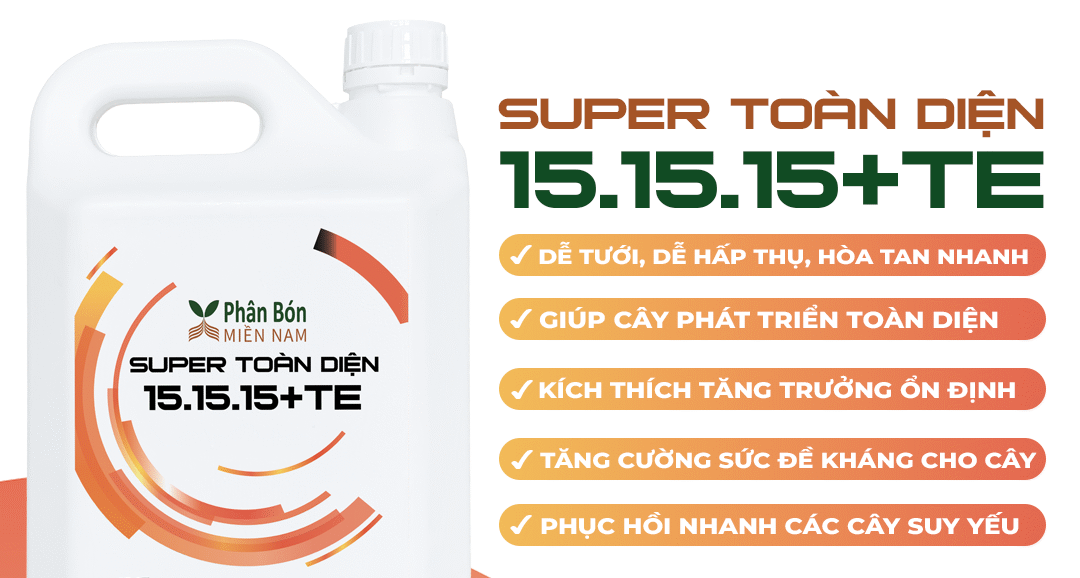 Phân Bón
MIỀN NAM
SUPER TOÀN DIỆN
15.15.15+TE
SUPER TOÀN DIỆN
15.15.15+TE
✓ DỄ TƯỚI, DỄ HẤP THỤ, HÒA TAN NHANH
✓ GIÚP CÂY PHÁT TRIỂN TOÀN DIỆN
✓ KÍCH THÍCH TĂNG TRƯỞNG ỔN ĐỊNH
✓ TĂNG CƯỜNG SỨC ĐỀ KHÁNG CHO CÂY
✓ PHỤC HỒI NHANH CÁC CÂY SUY YẾU